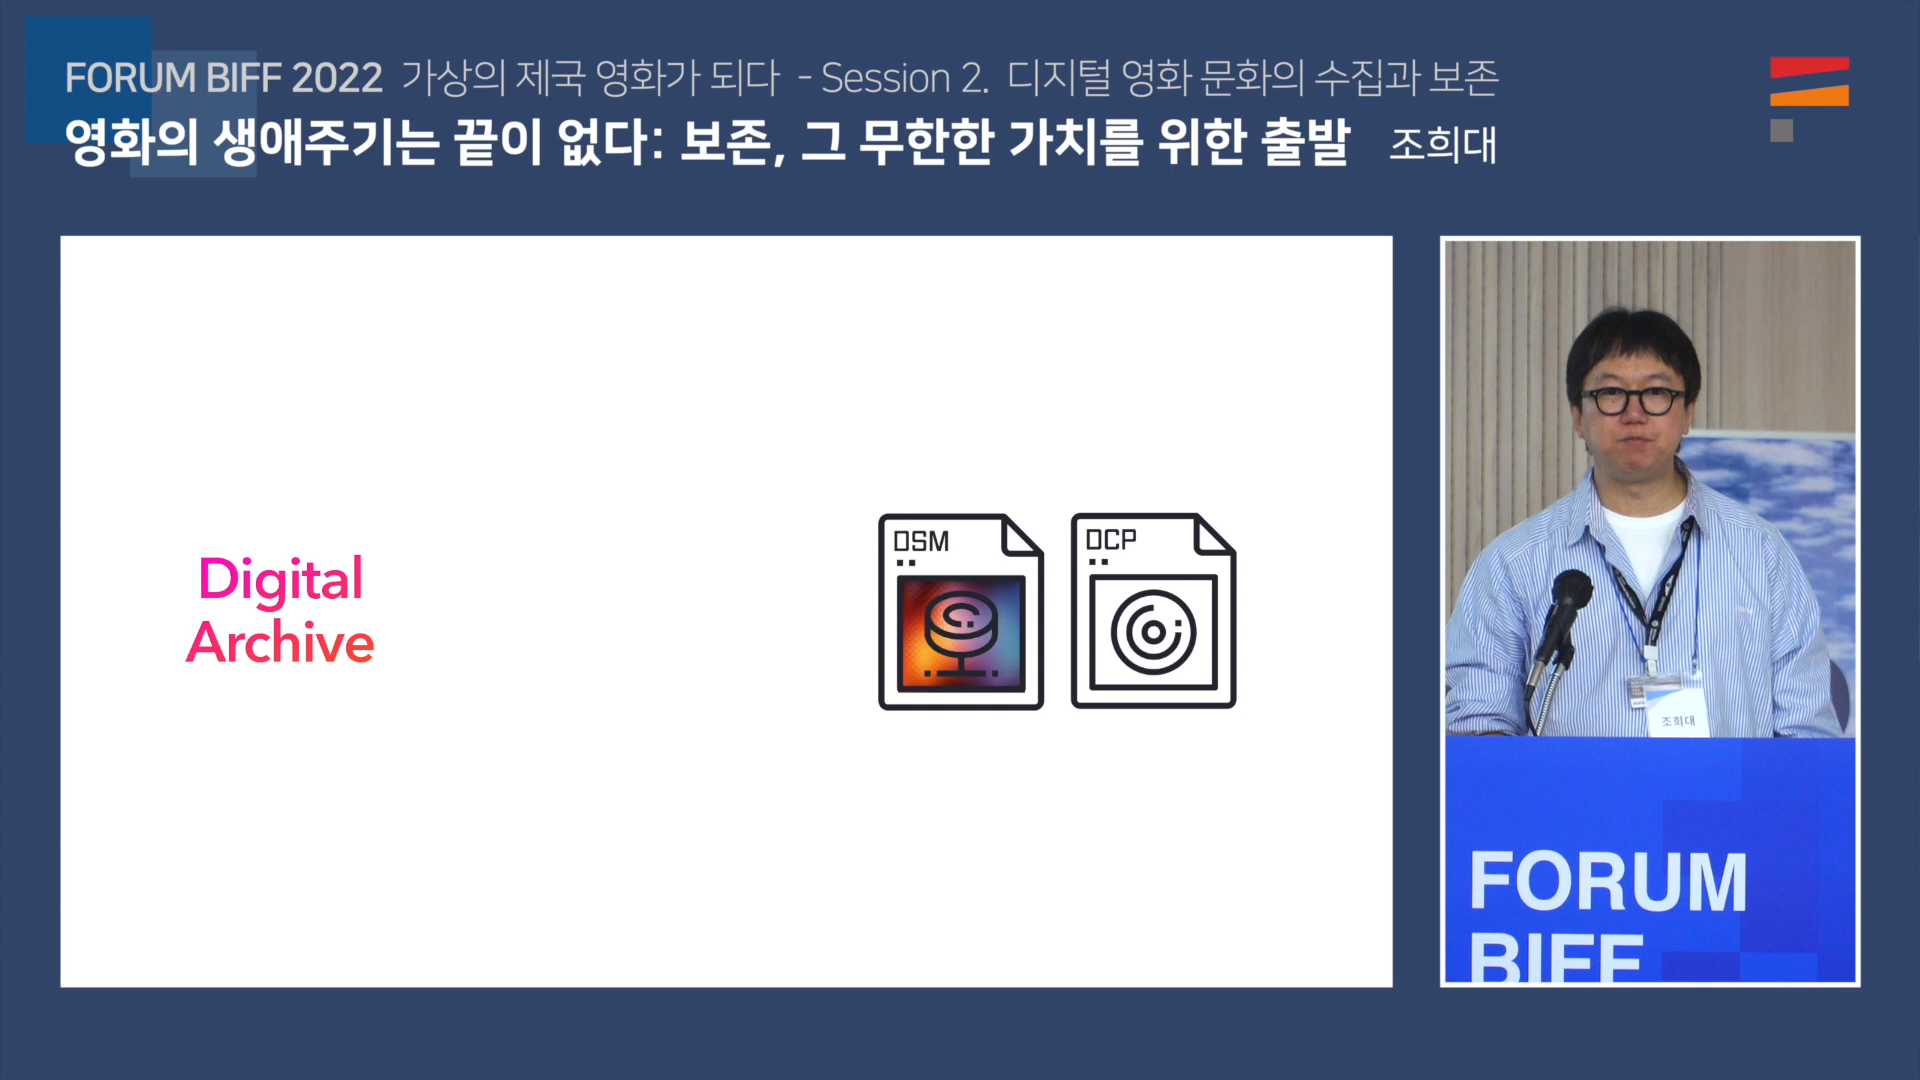 FORUM BIFF 2022 가상의 제국 영화가 되다 - Session 2. 디지털 영화 문화의 수집과 보존
영화의 생애주기는 끝이 없다: 보존, 그 무한한 가치를 위한 출발 조희대
Digital
Archive
DSM
DCP
조희대
FORUM
BIFF